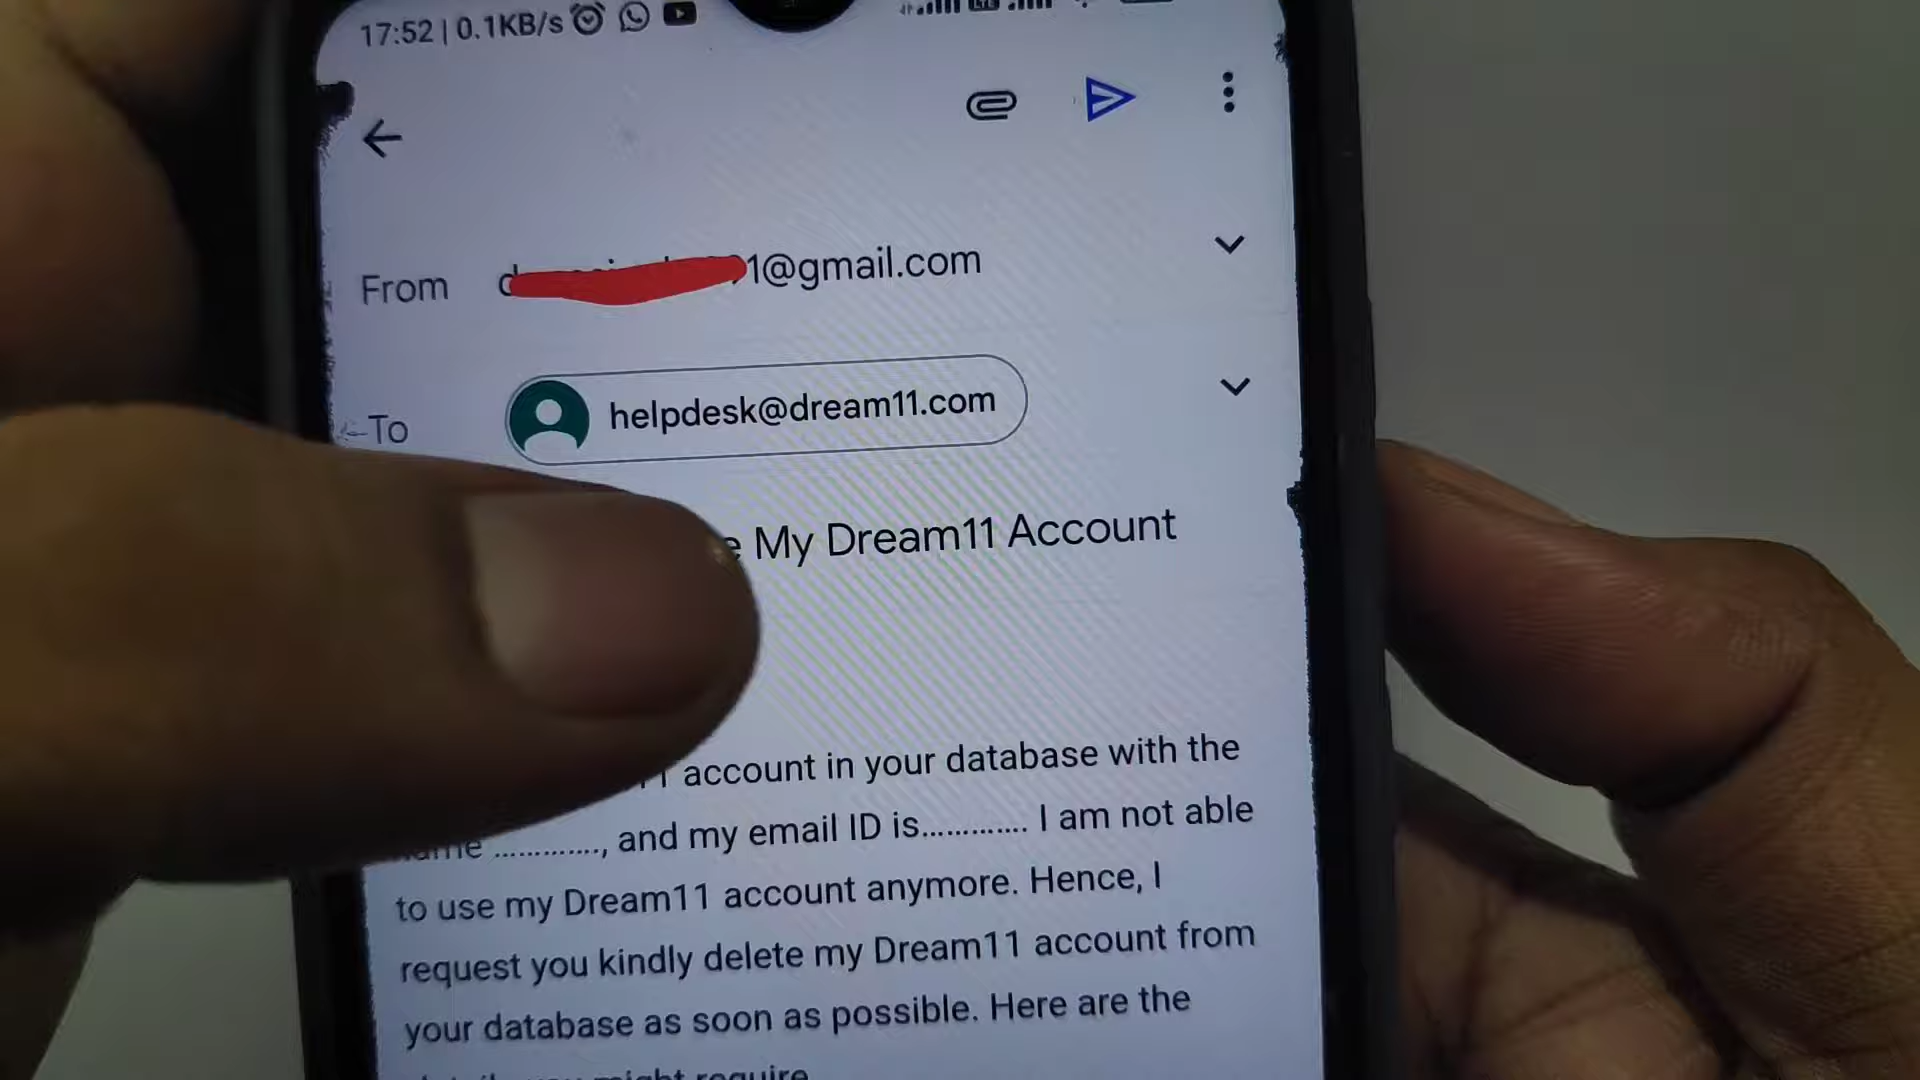 17:52 | 0.1KB/s
From 1@gmail.com
To helpdesk@dream11.com
My Dream11 Account
account in your database with the
............., and my email ID is............. I am not able
to use my Dream11 account anymore. Hence, I
request you kindly delete my Dream11 account from
your database as soon as possible. Here are the
might require